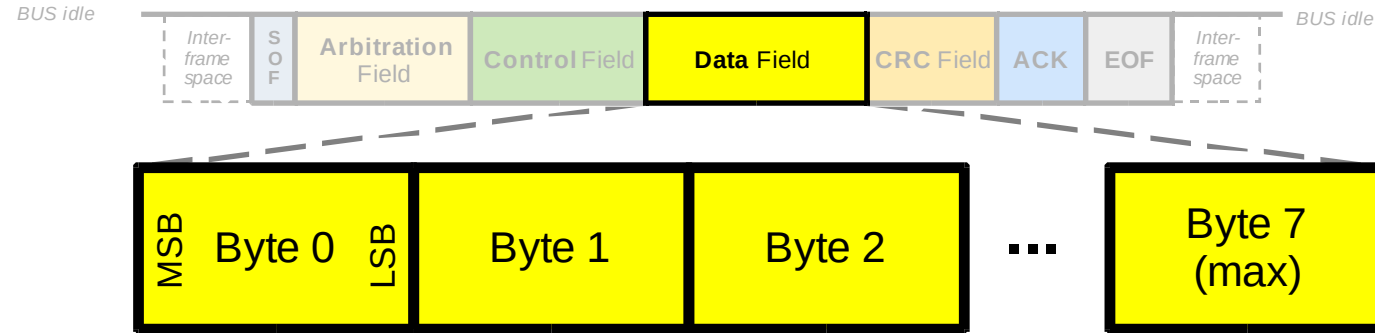 BUS idle
Inter-
frame
space
S
O
F
Arbitration
Field
Control Field
Data Field
CRC Field
ACK
EOF
Inter-
frame
space
BUS idle
MSB
Byte 0
LSB
Byte 1
Byte 2
...
Byte 7
(max)